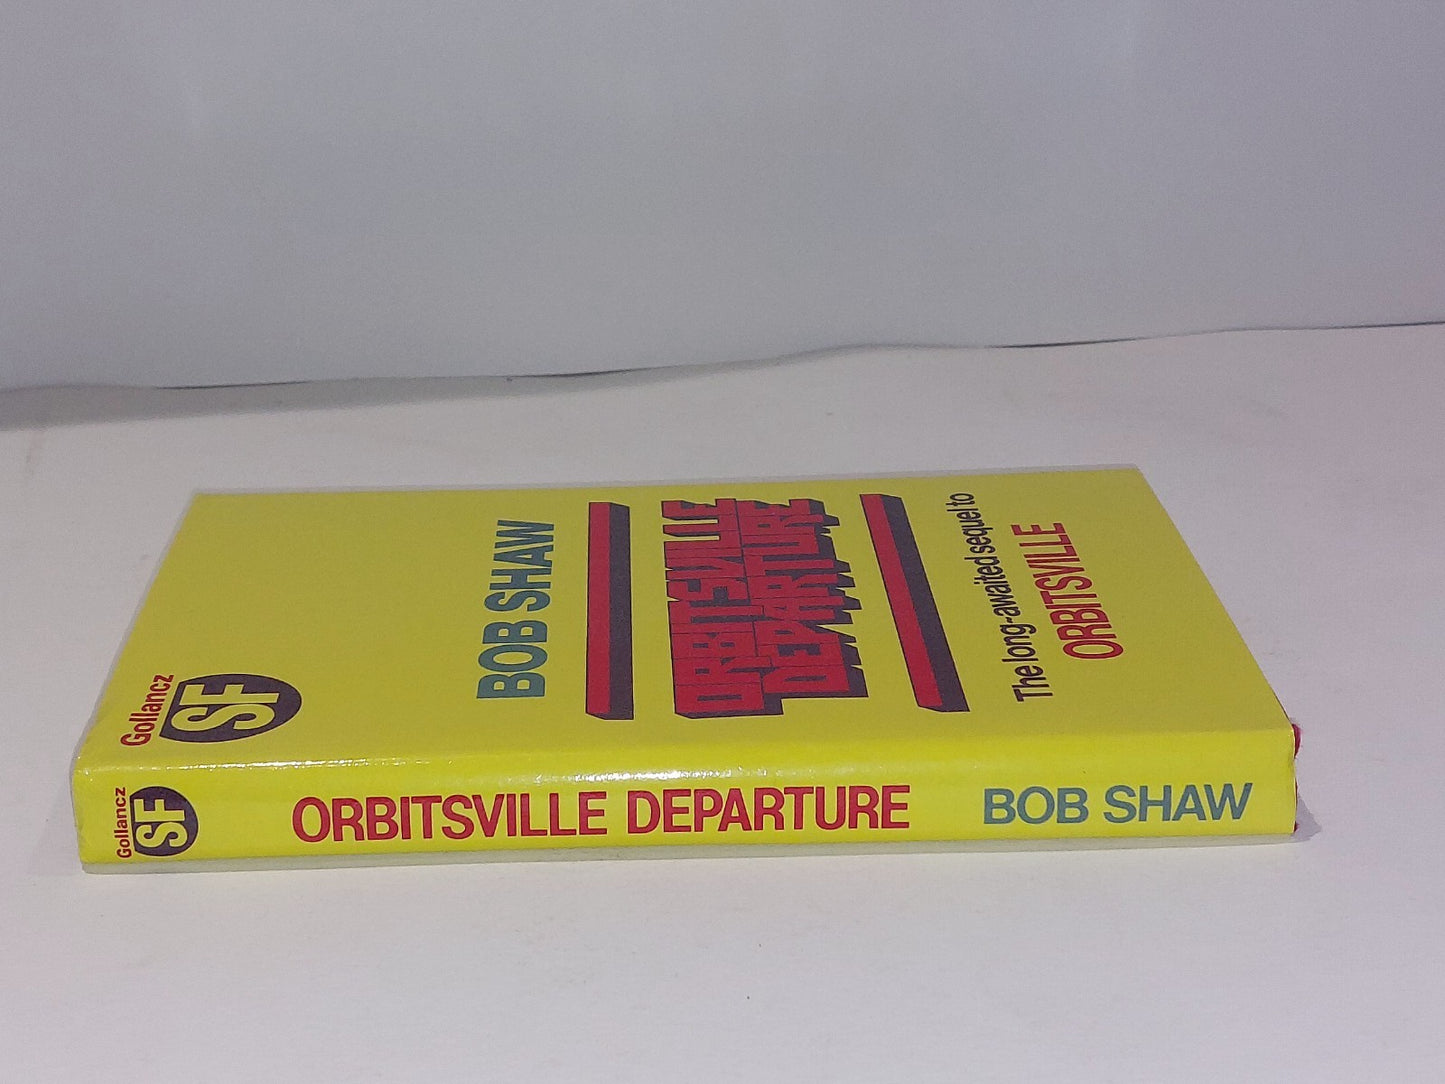 Gollancz
SF
BOB SHAW
ORBITSVILLE
DEPARTURE
The long-awaited sequel to
ORBITSVILLE
Gollancz
SF
ORBITSVILLE DEPARTURE
BOB SHAW